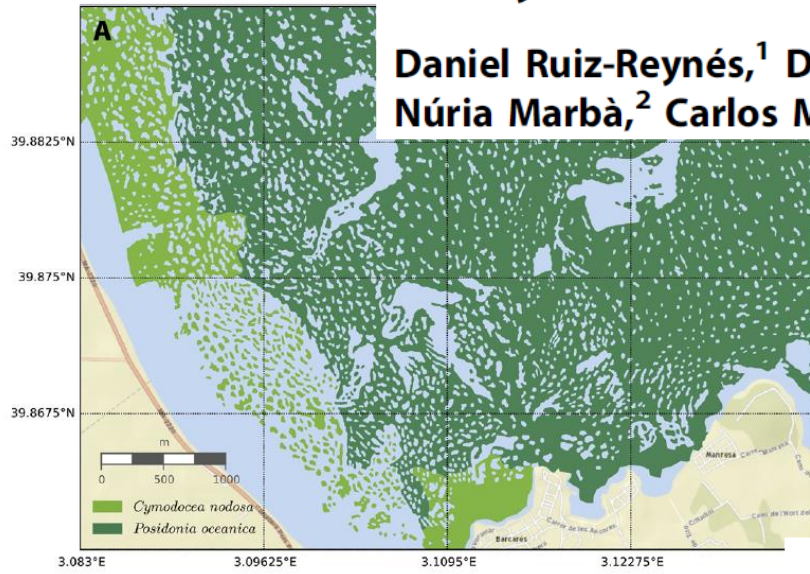 A
Daniel Ruiz-Reynés,¹ D
Núria Marbà,² Carlos M
39.8825°N
39.875°N
39.8675°N
m
0 500 1000
Cymodocea nodosa
Posidonia oceanica
Manresa
Barcares
3.083°E 3.09625°E 3.1095°E 3.12275°E